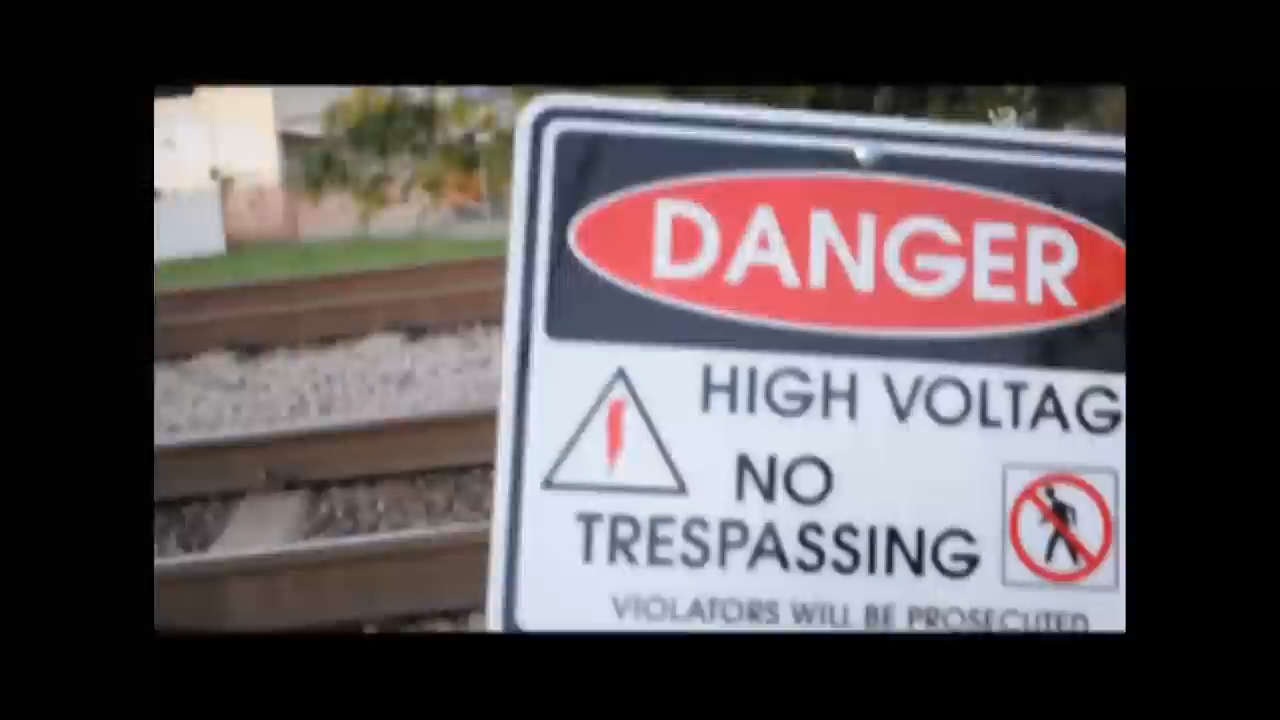 DANGER
HIGH VOLTAG
NO
TRESPASSING
VIOLATORS WILL BE PROSECUTED